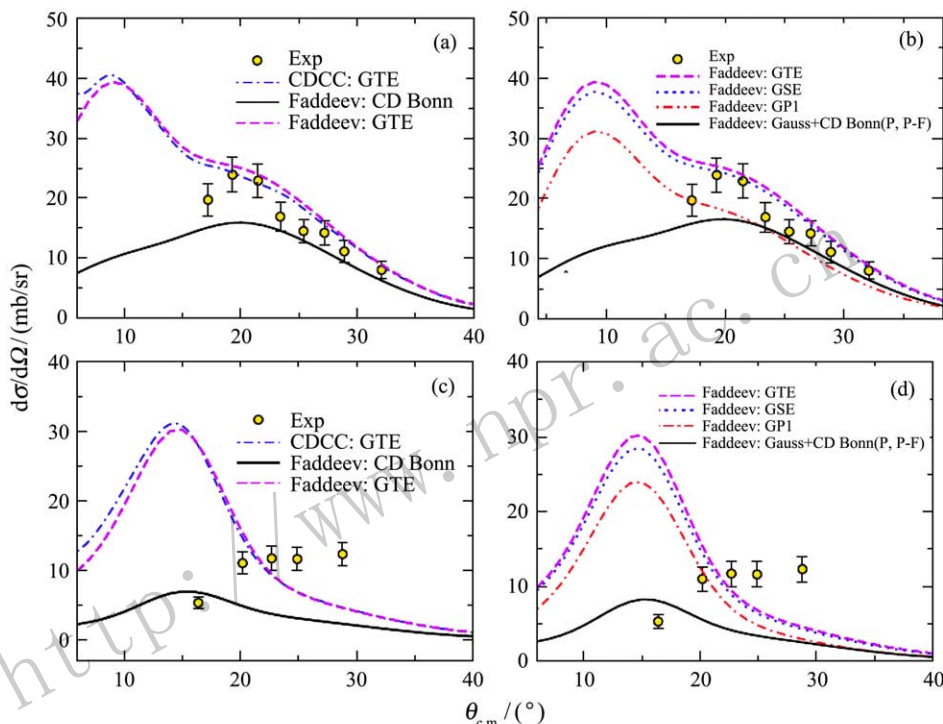 50
40
30
20
10
0
(a)
Exp
CDCC: GTE
Faddeev: CD Bonn
Faddeev: GTE
10
20
30
40
50
40
30
20
10
0
(b)
Exp
Faddeev: GTE
Faddeev: GSE
Faddeev: GP1
Faddeev: Gauss+CD Bonn(P, P-F)
10
20
30
dσ/dΩ/(mb/sr)
40
30
20
10
0
(c)
Exp
CDCC: GTE
Faddeev: CD Bonn
Faddeev: GTE
10
20
30
40
40
30
20
10
0
(d)
Faddeev: GTE
Faddeev: GSE
Faddeev: GP1
Faddeev: Gauss+CD Bonn(P, P-F)
10
20
30
40
θc.m./(°)
http://www.npr.ac.cn